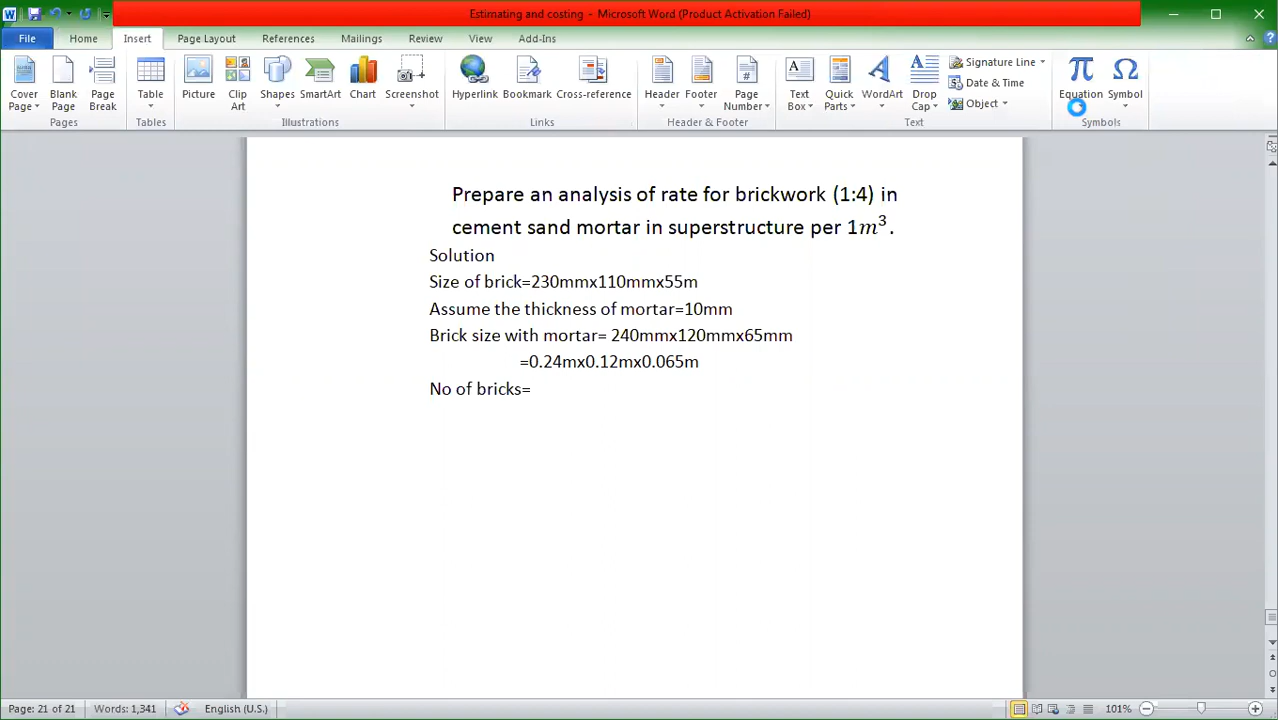 Estimating and costing - Microsoft Word (Product Activation Failed)
File Home Insert Page Layout References Mailings Review View Add-Ins
Cover Page
Blank Page
Page Break
Table
Picture
Clip Art
Shapes
SmartArt
Chart
Screenshot
Hyperlink
Bookmark
Cross-reference
Header
Footer
Page Number
Text Box
Quick Parts
WordArt
Drop Cap
Signature Line
Date & Time
Object
Equation
Symbol
Pages Tables Illustrations Links Header & Footer Text Symbols
Prepare an analysis of rate for brickwork (1:4) in
cement sand mortar in superstructure per 1m³.
Solution
Size of brick=230mmx110mmx55m
Assume the thickness of mortar=10mm
Brick size with mortar= 240mmx120mmx65mm
=0.24mx0.12mx0.065m
No of bricks=
Page: 21 of 21 Words: 1,341 English (U.S.) 101%